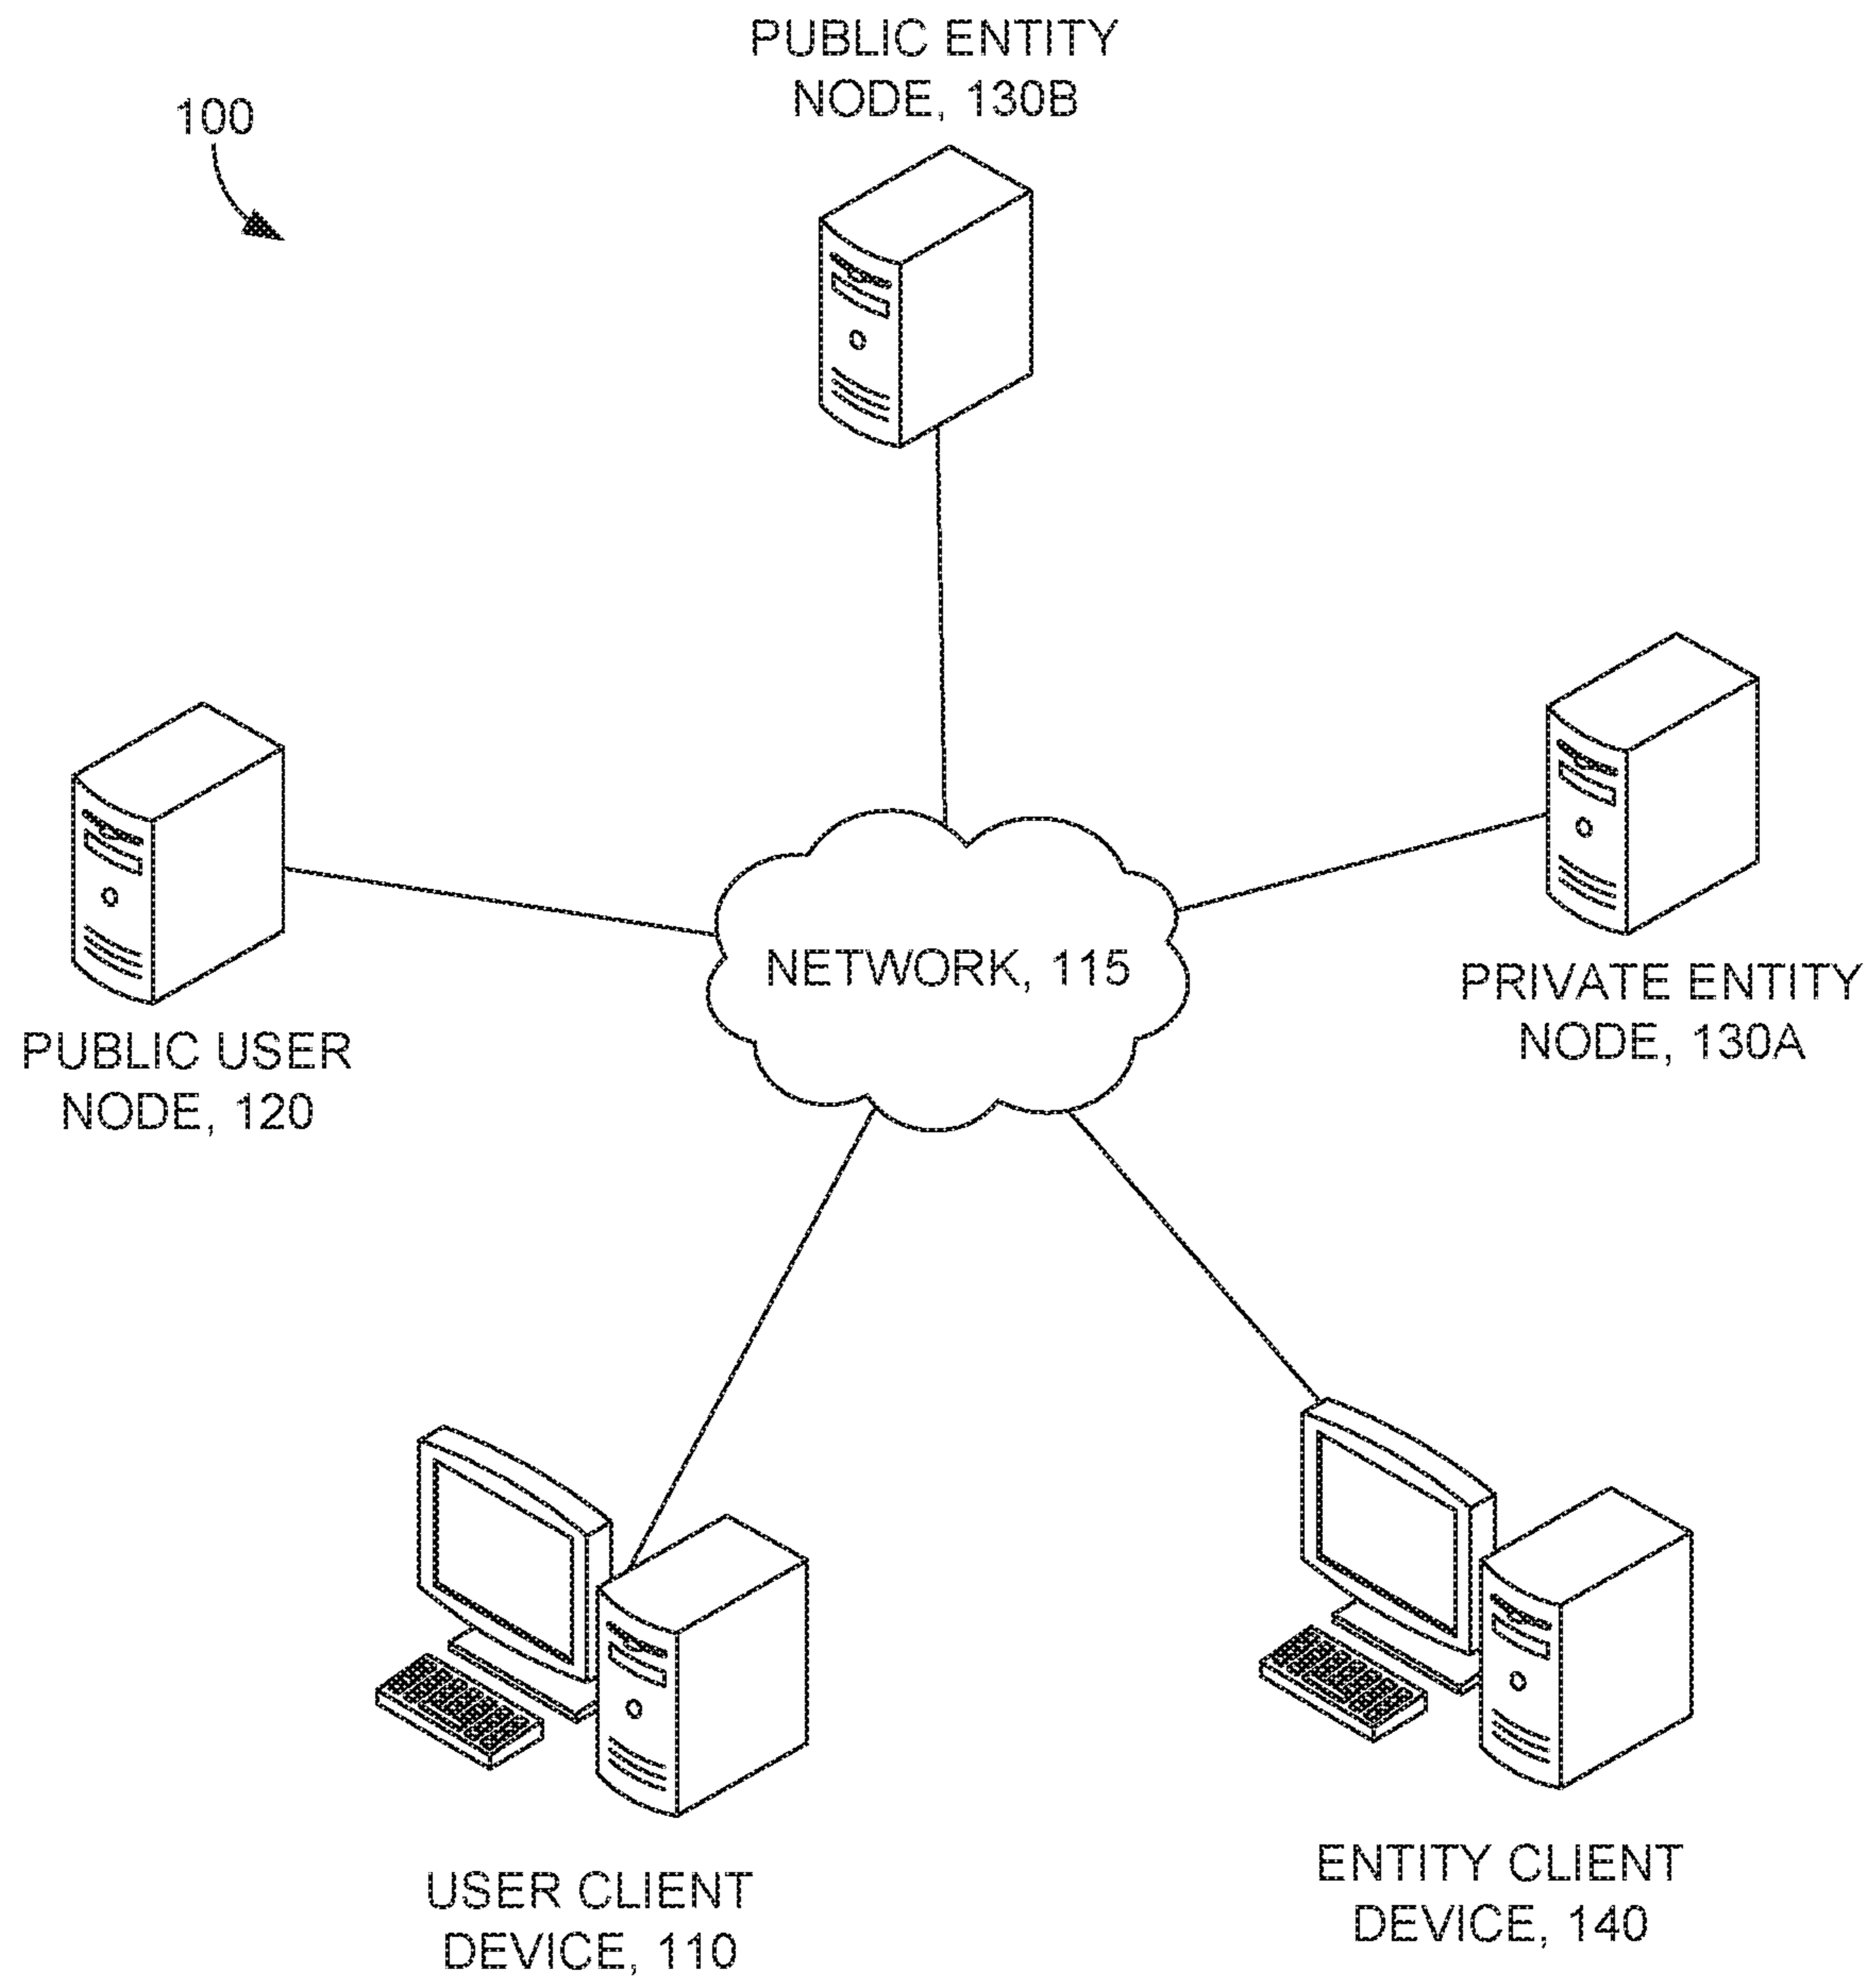 PUBLIC ENTITY
NODE, 130B
100
NETWORK, 115
PRIVATE ENTITY
NODE, 130A
PUBLIC USER
NODE, 120
USER CLIENT
DEVICE, 110
ENTITY CLIENT
DEVICE, 140